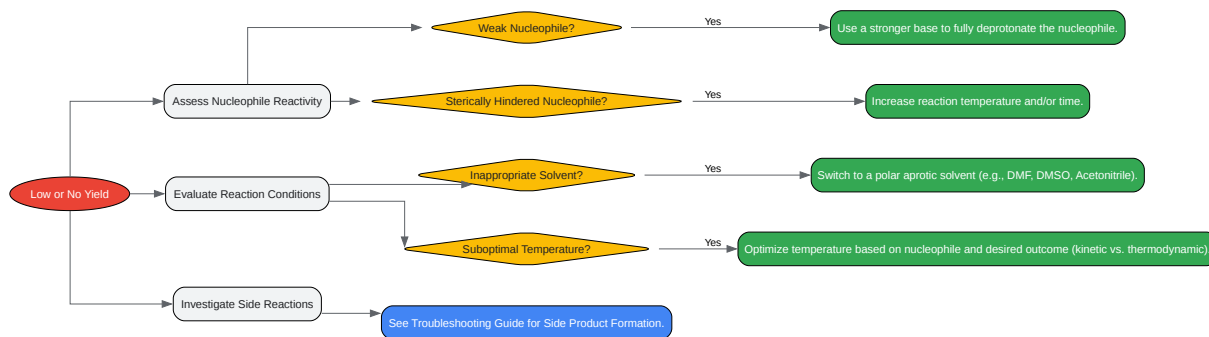 Weak Nucleophile?
Yes
Use a stronger base to fully deprotonate the nucleophile.
Assess Nucleophile Reactivity
Sterically Hindered Nucleophile?
Yes
Increase reaction temperature and/or time.
Low or No Yield
Evaluate Reaction Conditions
Inappropriate Solvent?
Yes
Switch to a polar aprotic solvent (e.g., DMF, DMSO, Acetonitrile).
Suboptimal Temperature?
Yes
Optimize temperature based on nucleophile and desired outcome (kinetic vs. thermodynamic)
Investigate Side Reactions
See Troubleshooting Guide for Side Product Formation.